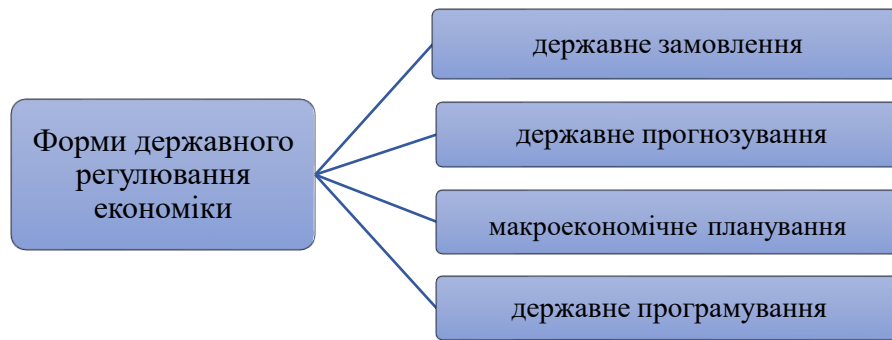 Форми державного
регулювання
економіки
державне замовлення
державне прогнозування
макроекономічне планування
державне програмування